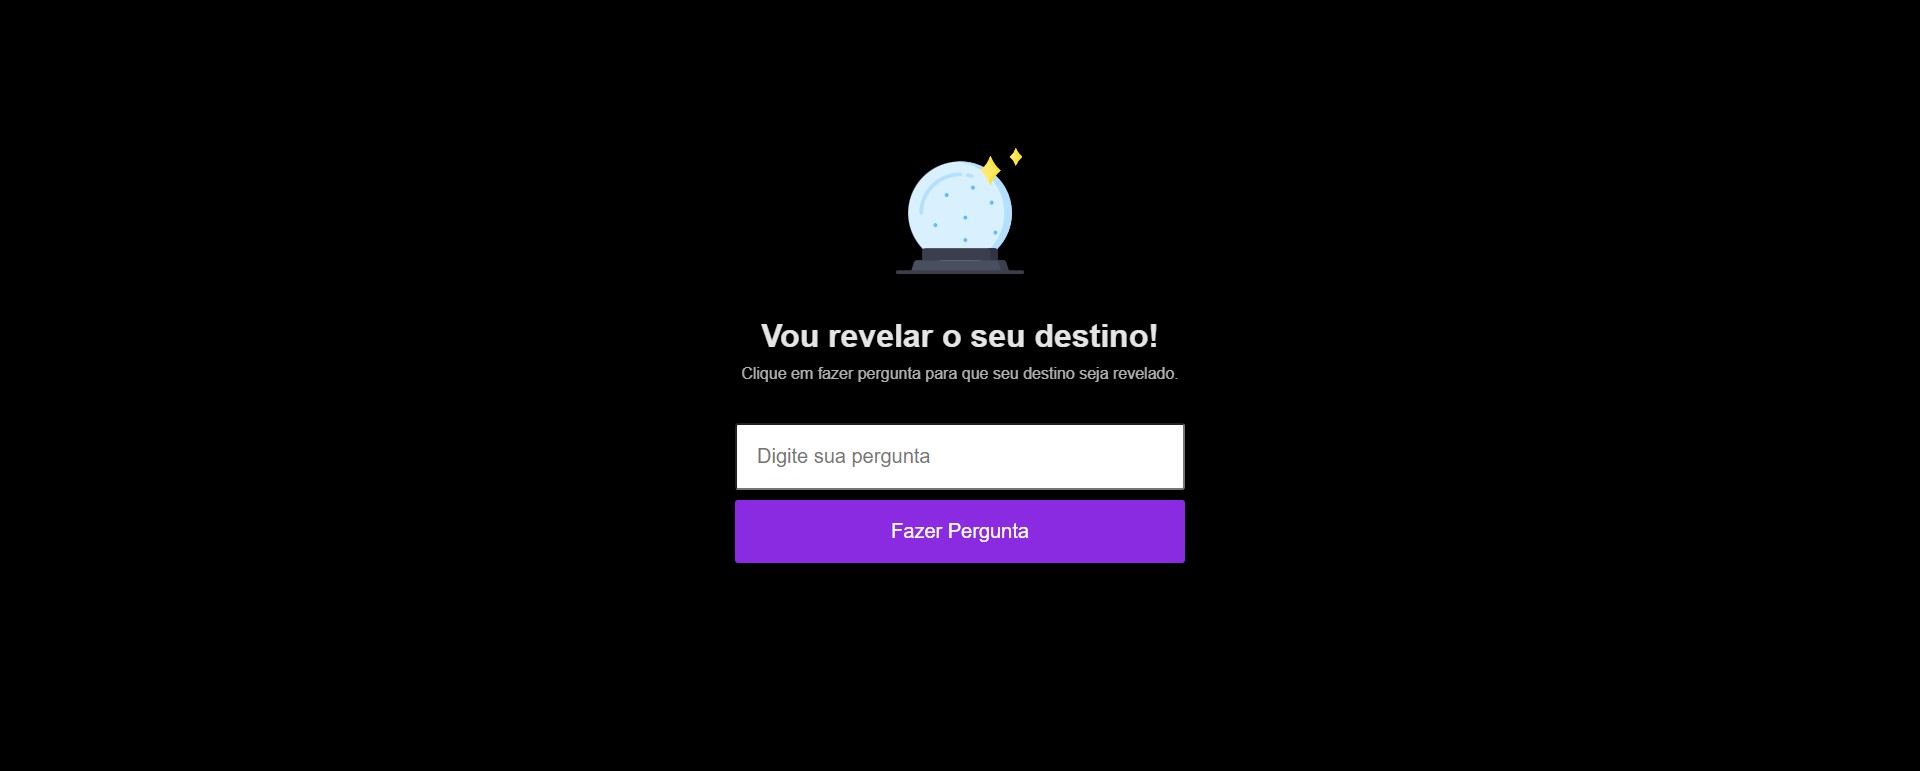 Vou revelar o seu destino!
Clique em fazer pergunta para que seu destino seja revelado.
Digite sua pergunta
Fazer Pergunta